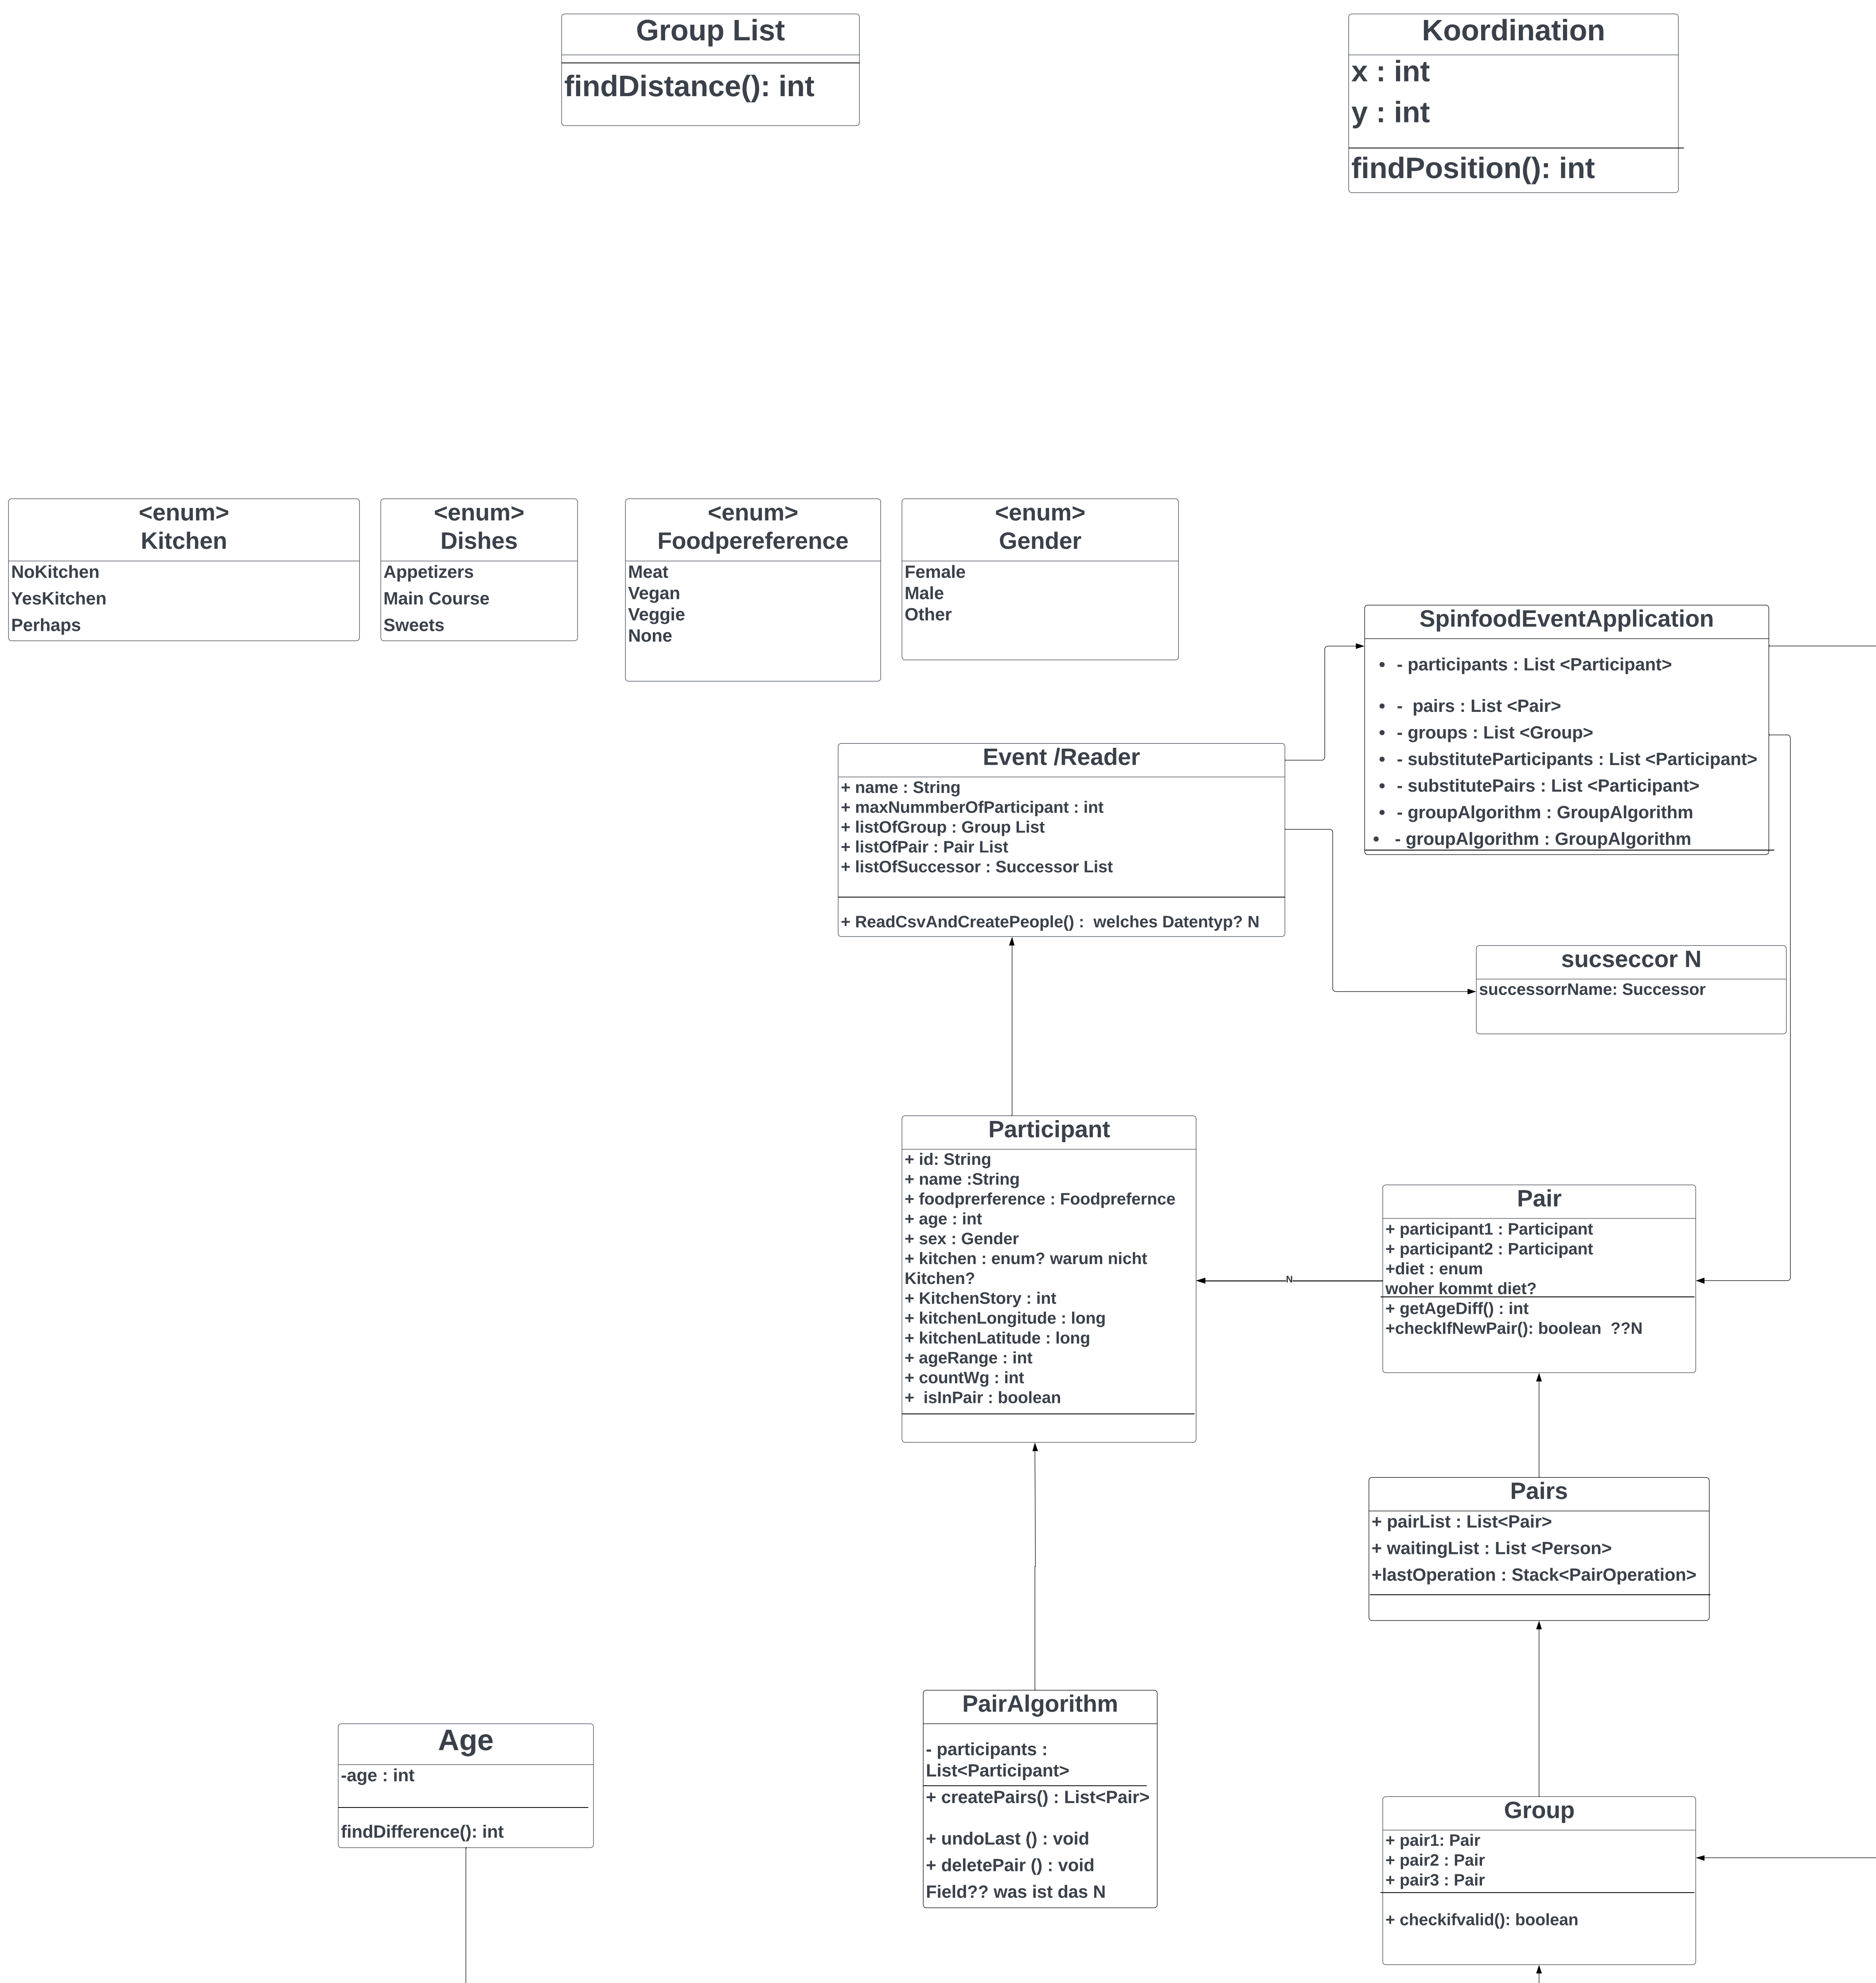 Group List
findDistance(): int
Koordination
x : int
y : int
findPosition(): int
<enum>
Kitchen
NoKitchen
YesKitchen
Perhaps
<enum>
Dishes
Appetizers
Main Course
Sweets
<enum>
Foodpereference
Meat
Vegan
Veggie
None
<enum>
Gender
Female
Male
Other
SpinfoodEventApplication
• - participants : List <Participant>
• -  pairs : List <Pair>
• - groups : List <Group>
• - substituteParticipants : List <Participant>
• - substitutePairs : List <Participant>
• - groupAlgorithm : GroupAlgorithm
• - groupAlgorithm : GroupAlgorithm
Event /Reader
+ name : String
+ maxNummberOfParticipant : int
+ listOfGroup : Group List
+ listOfPair : Pair List
+ listOfSuccessor : Successor List
+ ReadCsvAndCreatePeople() :  welches Datentyp? N
sucseccor N
successorrName: Successor
Participant
+ id: String
+ name :String
+ foodprerference : Foodprefernce
+ age : int
+ sex : Gender
+ kitchen : enum? warum nicht
Kitchen?
+ KitchenStory : int
+ kitchenLongitude : long
+ kitchenLatitude : long
+ ageRange : int
+ countWg : int
+  isInPair : boolean
N
Pair
+ participant1 : Participant
+ participant2 : Participant
+diet : enum
woher kommt diet?
+ getAgeDiff() : int
+checkIfNewPair(): boolean  ??N
Pairs
+ pairList : List<Pair>
+ waitingList : List <Person>
+lastOperation : Stack<PairOperation>
PairAlgorithm
- participants :
List<Participant>
+ createPairs() : List<Pair>
+ undoLast () : void
+ deletePair () : void
Field?? was ist das N
Age
-age : int
findDifference(): int
Group
+ pair1: Pair
+ pair2 : Pair
+ pair3 : Pair
+ checkifvalid(): boolean